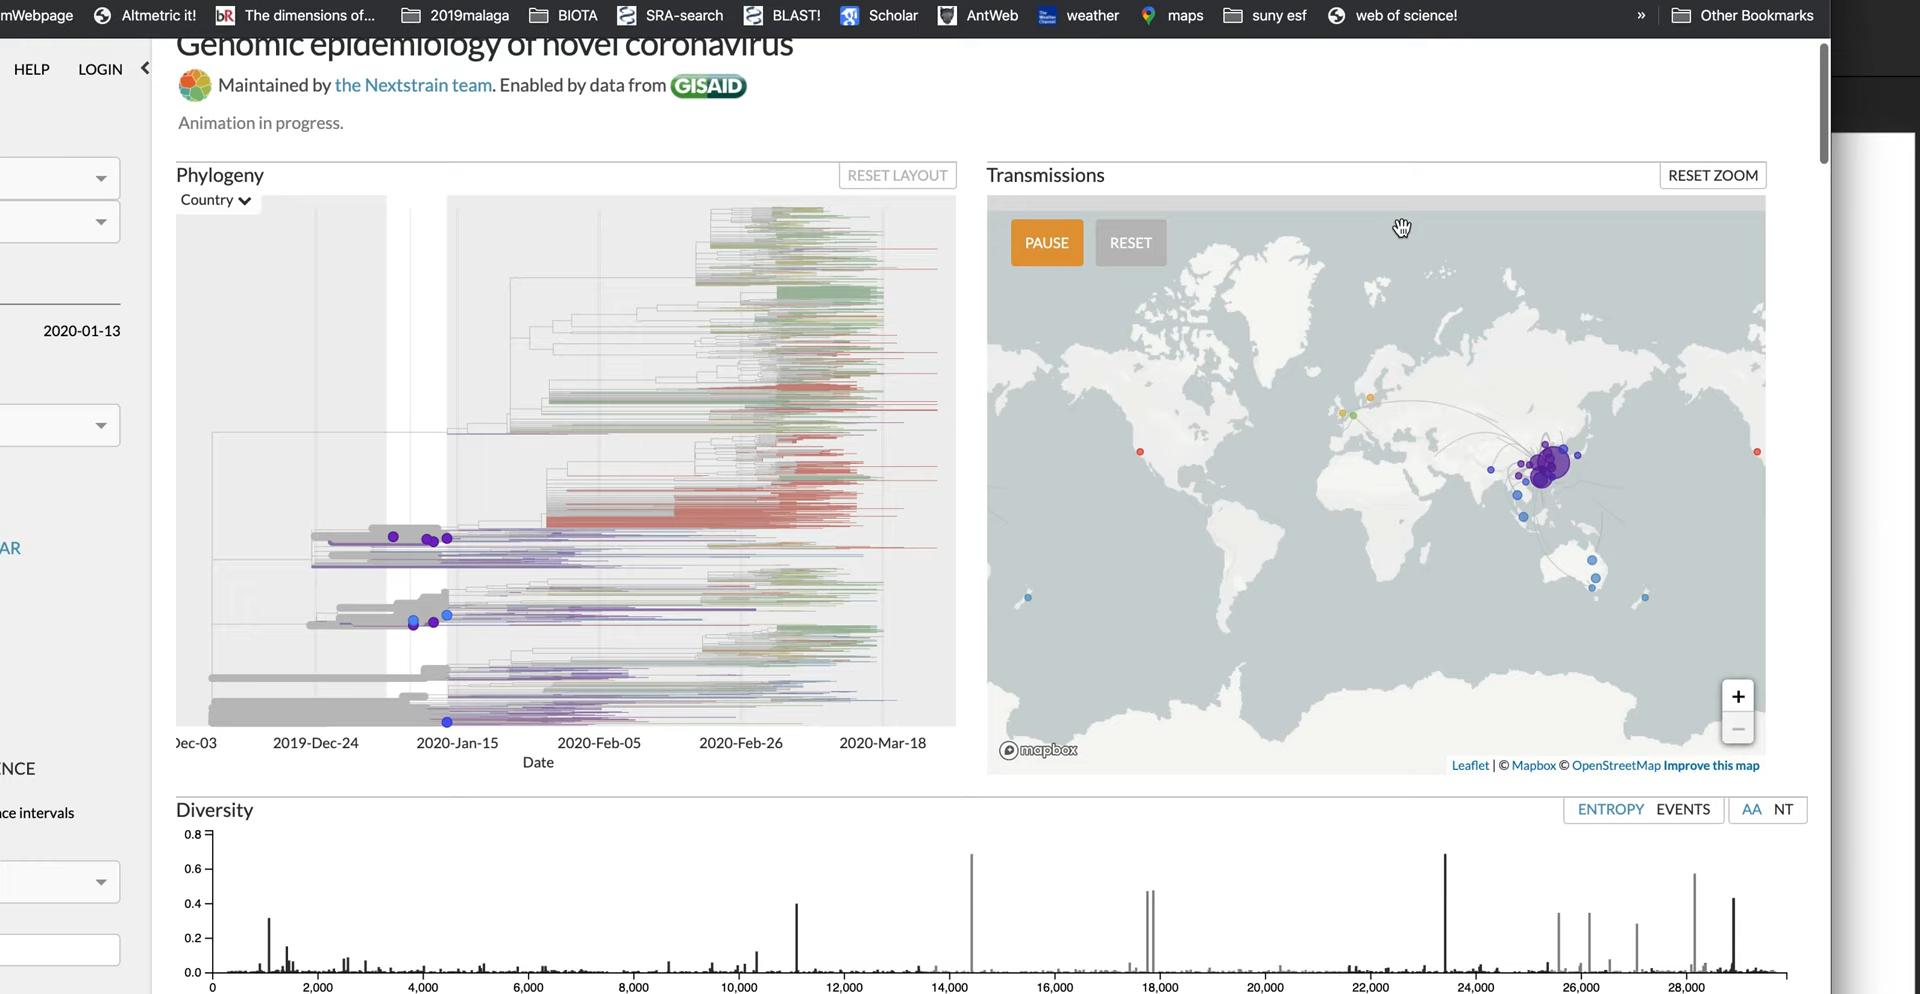 mWebpage Altmetric it! bR The dimensions of... 2019malaga BIOTA SRA-search BLAST! Scholar AntWeb weather maps suny esf web of science! » Other Bookmarks
HELP LOGIN
Genomic epidemiology of novel coronavirus
Maintained by the Nextstrain team. Enabled by data from GISAID
Animation in progress.
Phylogeny
RESET LAYOUT
Country
Transmissions
RESET ZOOM
PAUSE RESET
2020-01-13
AR
ENCE
ce intervals
Dec-03 2019-Dec-24 2020-Jan-15 2020-Feb-05 2020-Feb-26 2020-Mar-18
Date
+
−
mapbox
Leaflet | © Mapbox © OpenStreetMap Improve this map
Diversity
ENTROPY EVENTS AA NT
0.8
0.6
0.4
0.2
0.0
0 2,000 4,000 6,000 8,000 10,000 12,000 14,000 16,000 18,000 20,000 22,000 24,000 26,000 28,000